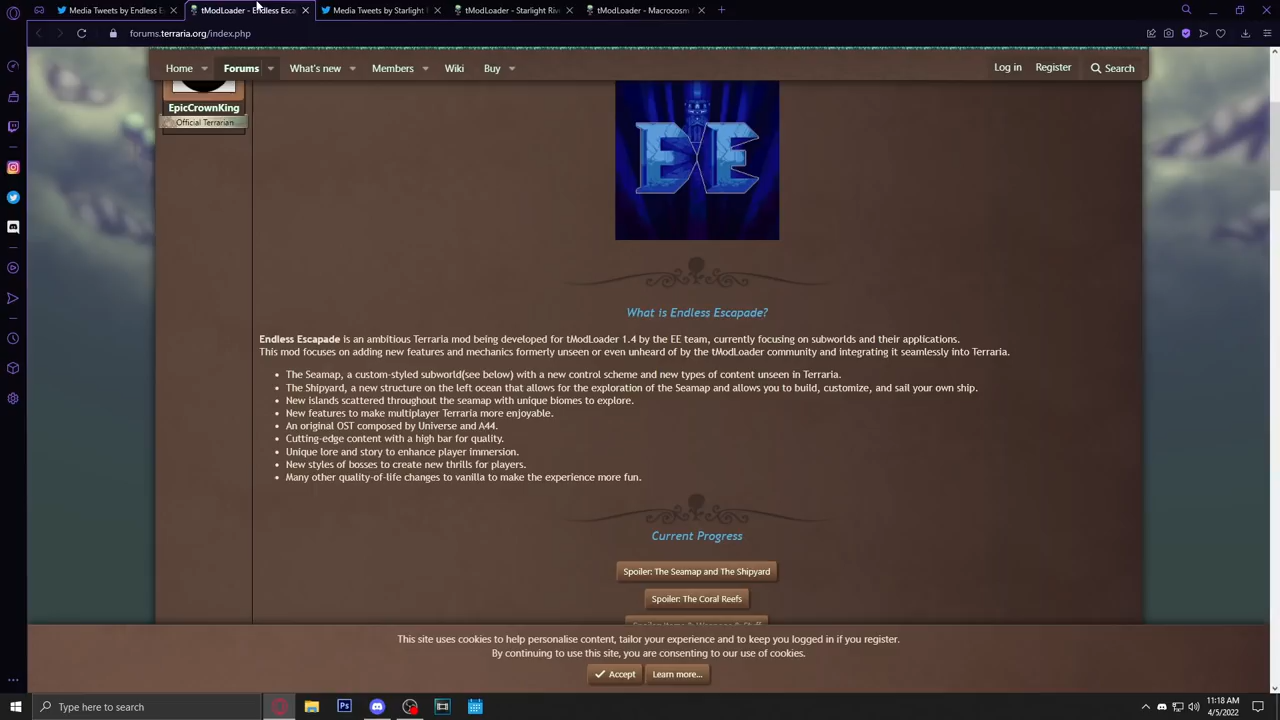 Media Tweets by Endless E
tModLoader - Endless Esca
Media Tweets by Starlight
tModLoader - Starlight Rive
tModLoader - Macrocosm
forums.terraria.org/index.php
Home
Forums
What's new
Members
Wiki
Buy
Log in
Register
Search
EpicCrownKing
Official Terrarian
EE
What is Endless Escapade?
Endless Escapade is an ambitious Terraria mod being developed for tModLoader 1.4 by the EE team, currently focusing on subworlds and their applications.
This mod focuses on adding new features and mechanics formerly unseen or even unheard of by the tModLoader community and integrating it seamlessly into Terraria.
• The Seamap, a custom-styled subworld(see below) with a new control scheme and new types of content unseen in Terraria.
• The Shipyard, a new structure on the left ocean that allows for the exploration of the Seamap and allows you to build, customize, and sail your own ship.
• New islands scattered throughout the seamap with unique biomes to explore.
• New features to make multiplayer Terraria more enjoyable.
• An original OST composed by Universe and A44.
• Cutting-edge content with a high bar for quality.
• Unique lore and story to enhance player immersion.
• New styles of bosses to create new thrills for players.
• Many other quality-of-life changes to vanilla to make the experience more fun.
Current Progress
Spoiler: The Seamap and The Shipyard
Spoiler: The Coral Reefs
Spoiler: Items & Weapons & Stuff
This site uses cookies to help personalise content, tailor your experience and to keep you logged in if you register.
By continuing to use this site, you are consenting to our use of cookies.
Accept
Learn more...
Type here to search
Ps
11:18 AM
4/5/2022